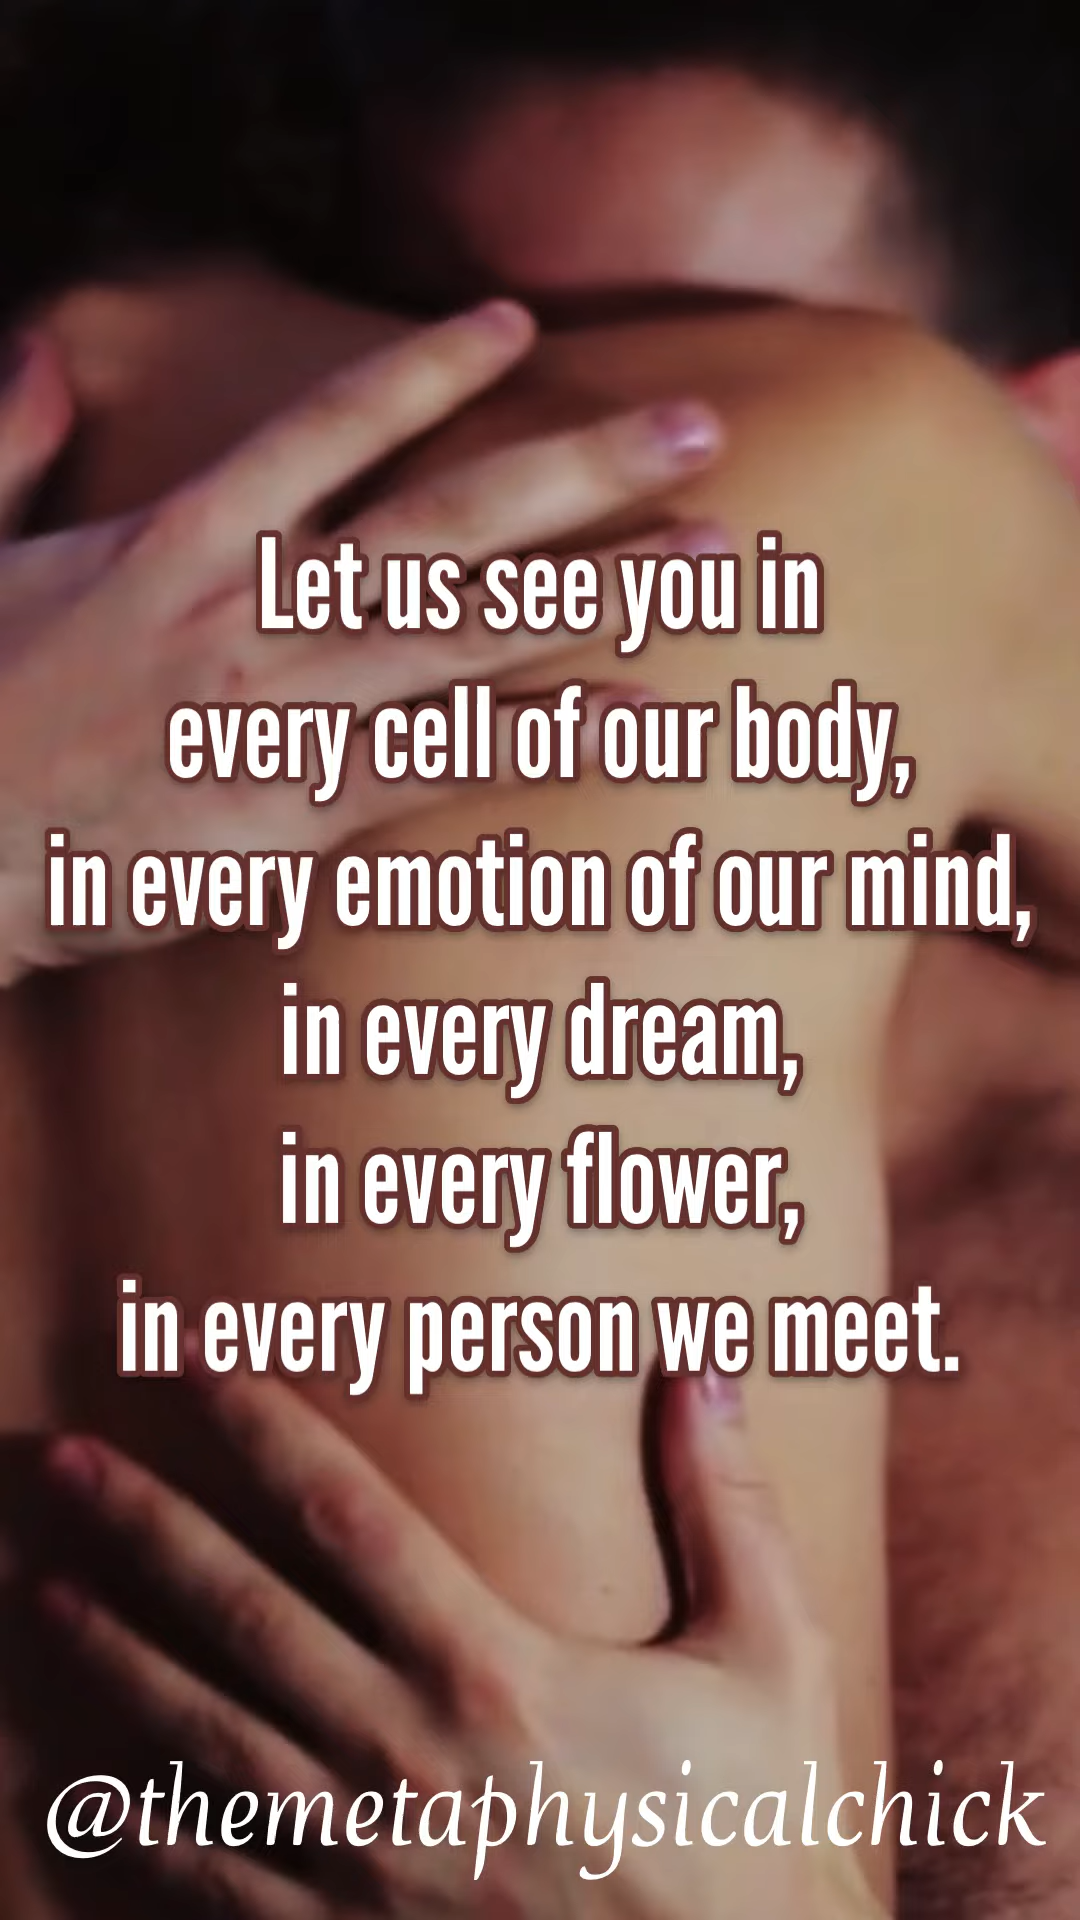 Let us see you in
every cell of our body,
in every emotion of our mind,
in every dream,
in every flower,
in every person we meet.
@themetaphysicalchick